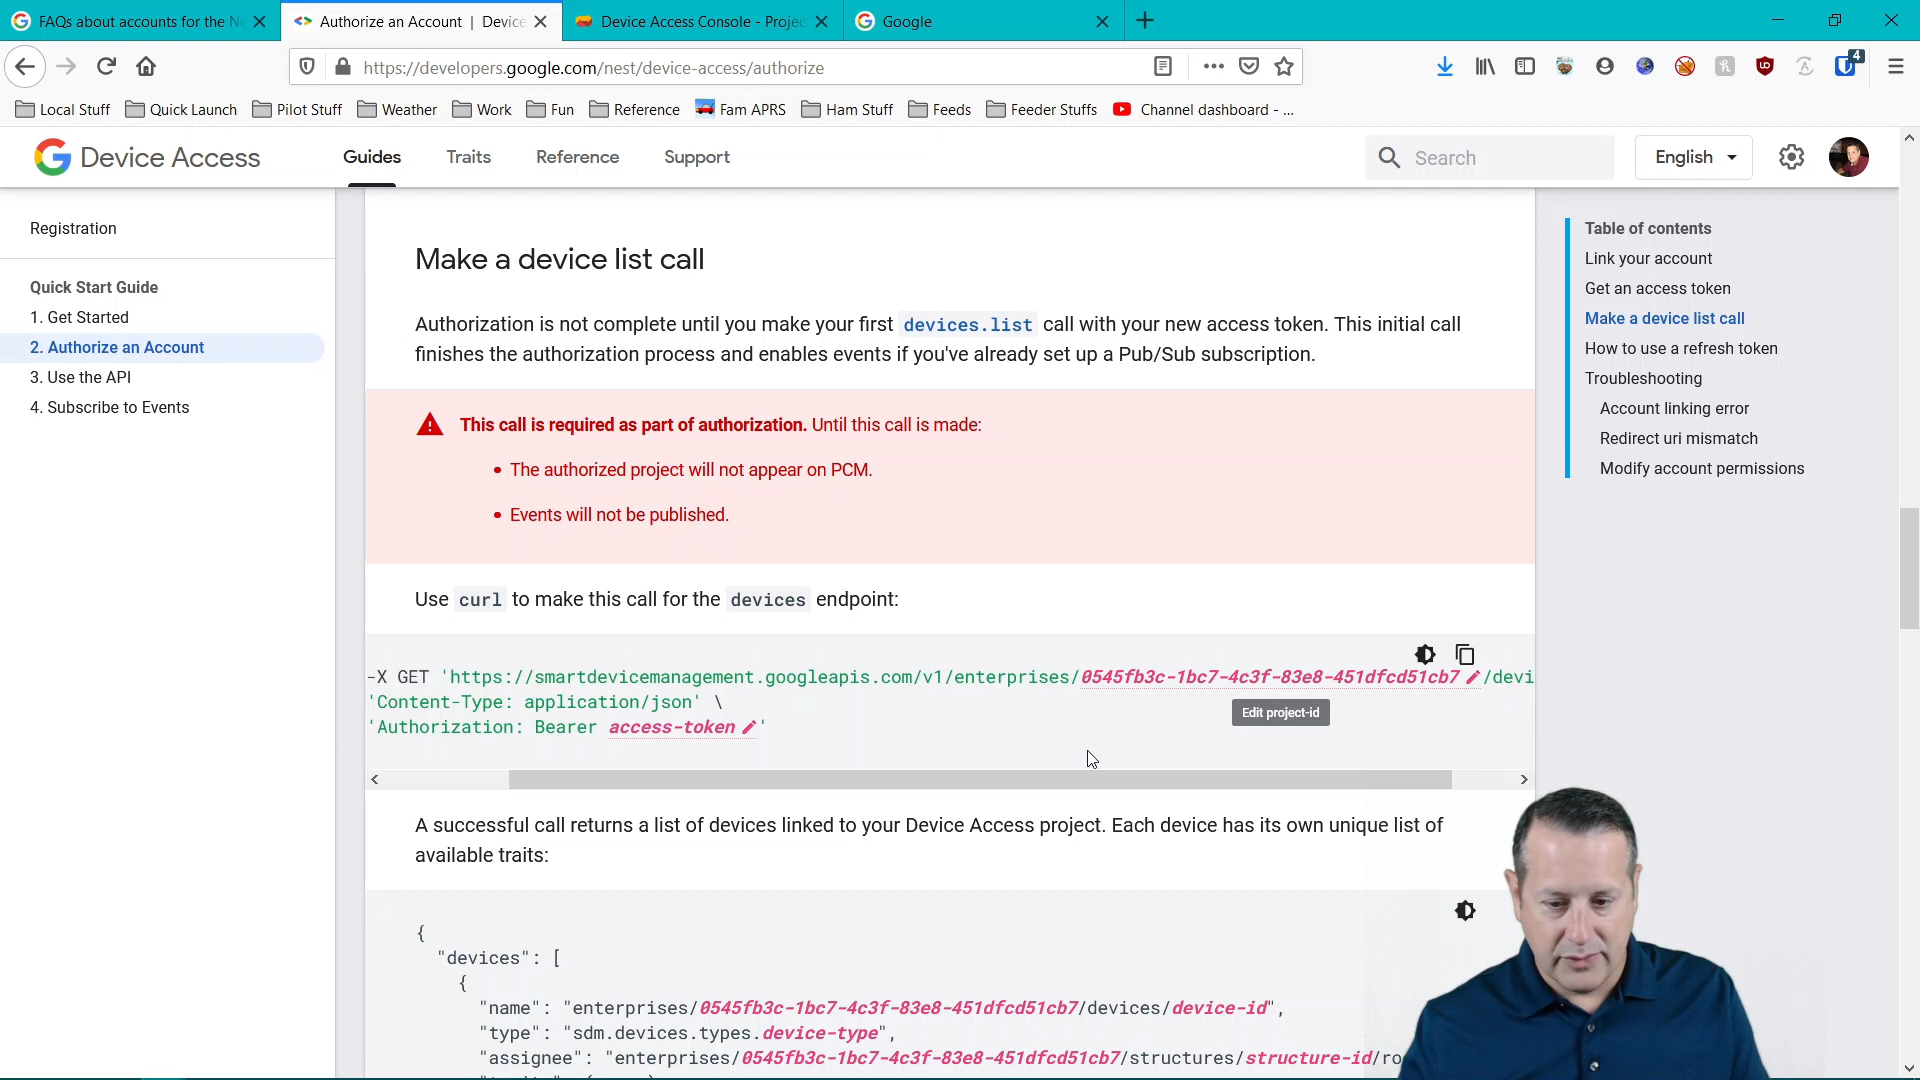 FAQs about accounts for the Ne
Authorize an Account | Device
Device Access Console - Projec
Google
https://developers.google.com/nest/device-access/authorize
4
Local Stuff
Quick Launch
Pilot Stuff
Weather
Work
Fun
Reference
Fam APRS
Ham Stuff
Feeds
Feeder Stuffs
Channel dashboard - ...
Device Access
Guides
Traits
Reference
Support
Search
English
Registration
Quick Start Guide
1. Get Started
2. Authorize an Account
3. Use the API
4. Subscribe to Events
Make a device list call
Authorization is not complete until you make your first devices.list call with your new access token. This initial call
finishes the authorization process and enables events if you've already set up a Pub/Sub subscription.
This call is required as part of authorization. Until this call is made:
• The authorized project will not appear on PCM.
• Events will not be published.
Use curl to make this call for the devices endpoint:
-X GET 'https://smartdevicemanagement.googleapis.com/v1/enterprises/0545fb3c-1bc7-4c3f-83e8-451dfcd51cb7/devi
'Content-Type: application/json' \
'Authorization: Bearer access-token'
Edit project-id
A successful call returns a list of devices linked to your Device Access project. Each device has its own unique list of
available traits:
{
"devices": [
{
"name": "enterprises/0545fb3c-1bc7-4c3f-83e8-451dfcd51cb7/devices/device-id",
"type": "sdm.devices.types.device-type",
"assignee": "enterprises/0545fb3c-1bc7-4c3f-83e8-451dfcd51cb7/structures/structure-id/ro
Table of contents
Link your account
Get an access token
Make a device list call
How to use a refresh token
Troubleshooting
Account linking error
Redirect uri mismatch
Modify account permissions